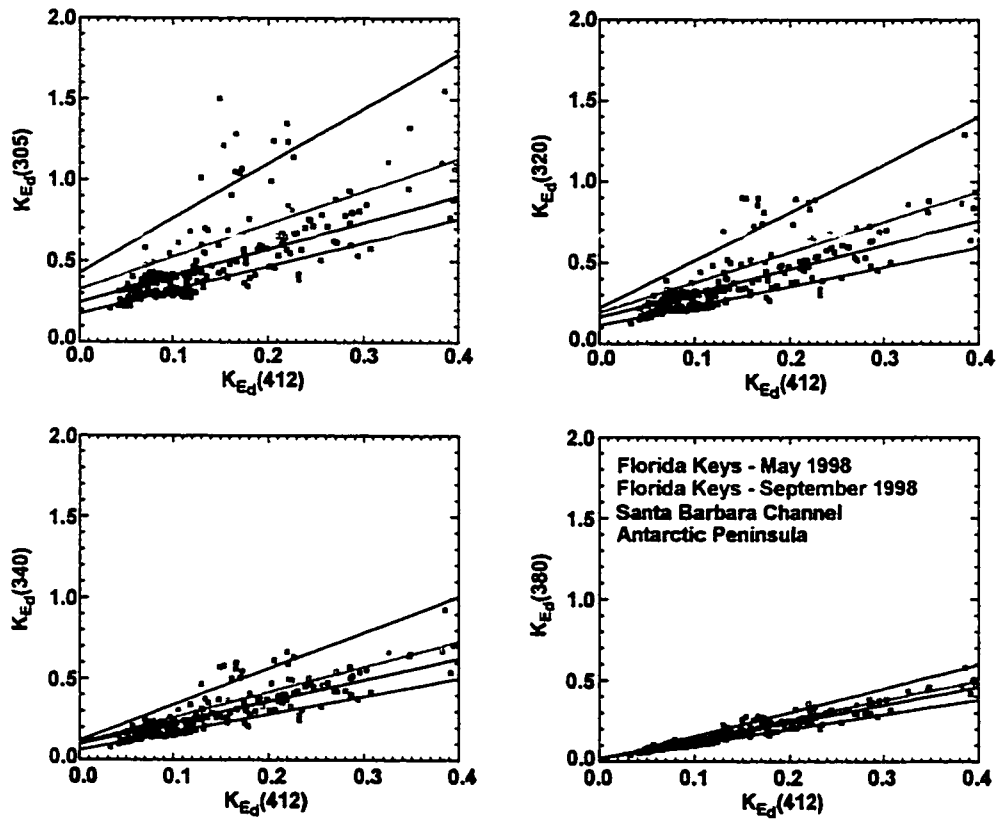 2.0
1.5
1.0
0.5
0.0
K_Ed(305)
0.0 0.1 0.2 0.3 0.4
K_Ed(412)
2.0
1.5
1.0
0.5
0.0
K_Ed(320)
0.0 0.1 0.2 0.3 0.4
K_Ed(412)
2.0
1.5
1.0
0.5
0.0
K_Ed(340)
0.0 0.1 0.2 0.3 0.4
K_Ed(412)
2.0
1.5
1.0
0.5
0.0
K_Ed(380)
Florida Keys - May 1998
Florida Keys - September 1998
Santa Barbara Channel
Antarctic Peninsula
0.0 0.1 0.2 0.3 0.4
K_Ed(412)